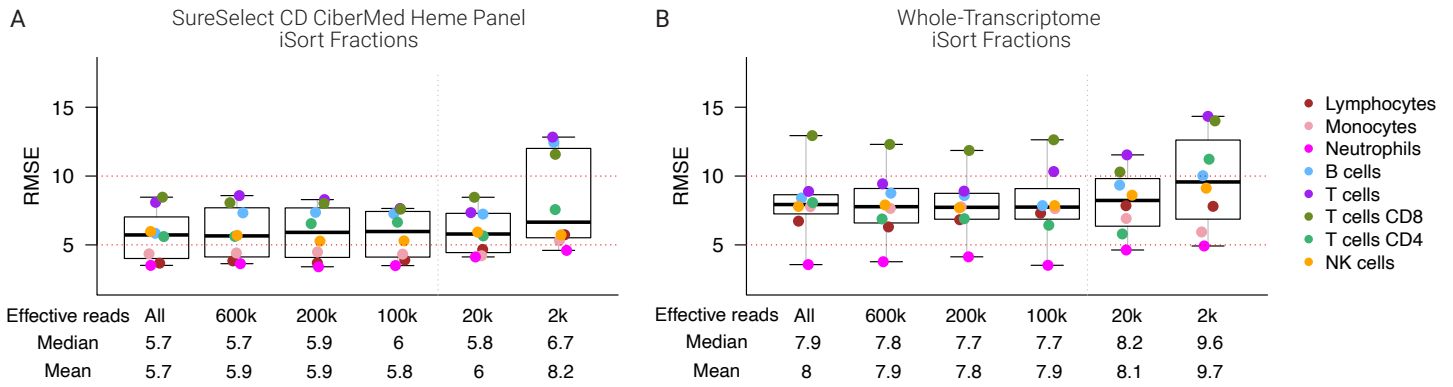 A
SureSelect CD CiberMed Heme Panel
iSort Fractions
RMSE
15
10
5
Effective reads All 600k 200k 100k 20k 2k
Median 5.7 5.7 5.9 6 5.8 6.7
Mean 5.7 5.9 5.9 5.8 6 8.2
B
Whole-Transcriptome
iSort Fractions
RMSE
15
10
5
Effective reads All 600k 200k 100k 20k 2k
Median 7.9 7.8 7.7 7.7 8.2 9.6
Mean 8 7.9 7.8 7.9 8.1 9.7
Lymphocytes
Monocytes
Neutrophils
B cells
T cells
T cells CD8
T cells CD4
NK cells